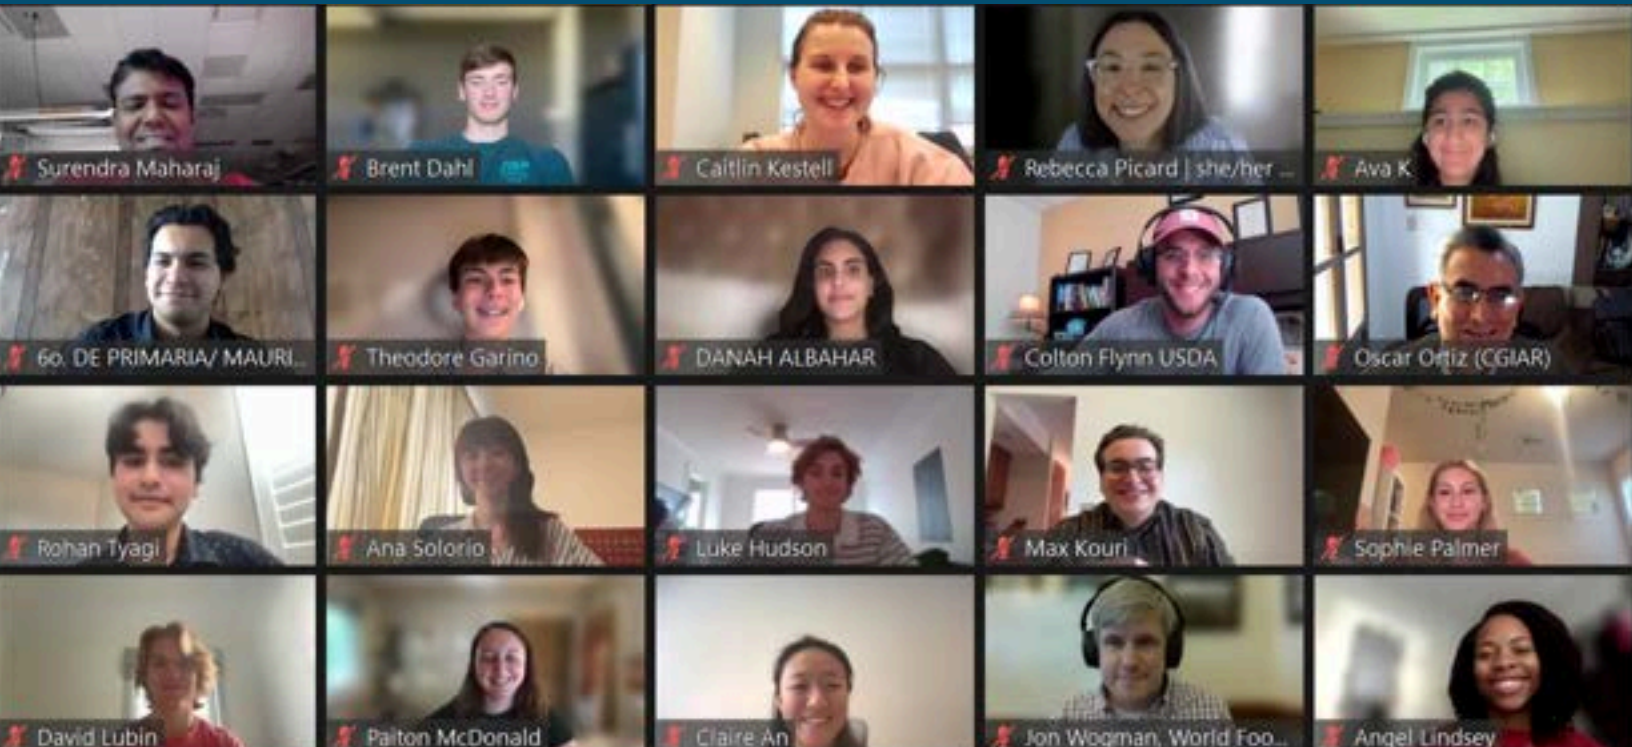 Surendra Maharaj
Brent Dahl
Caitlin Kestell
Rebecca Picard | she/her ...
Ava K
6o. DE PRIMARIA/ MAURI...
Theodore Garino
DANAH ALBAHAR
Colton Flynn USDA
Oscar Ortiz (CGIAR)
Rohan Tyagi
Ana Solorio
Luke Hudson
Max Kouri
Sophie Palmer
David Lubin
Paiton McDonald
Claire An
Jon Wogman, World Foo...
Angel Lindsey